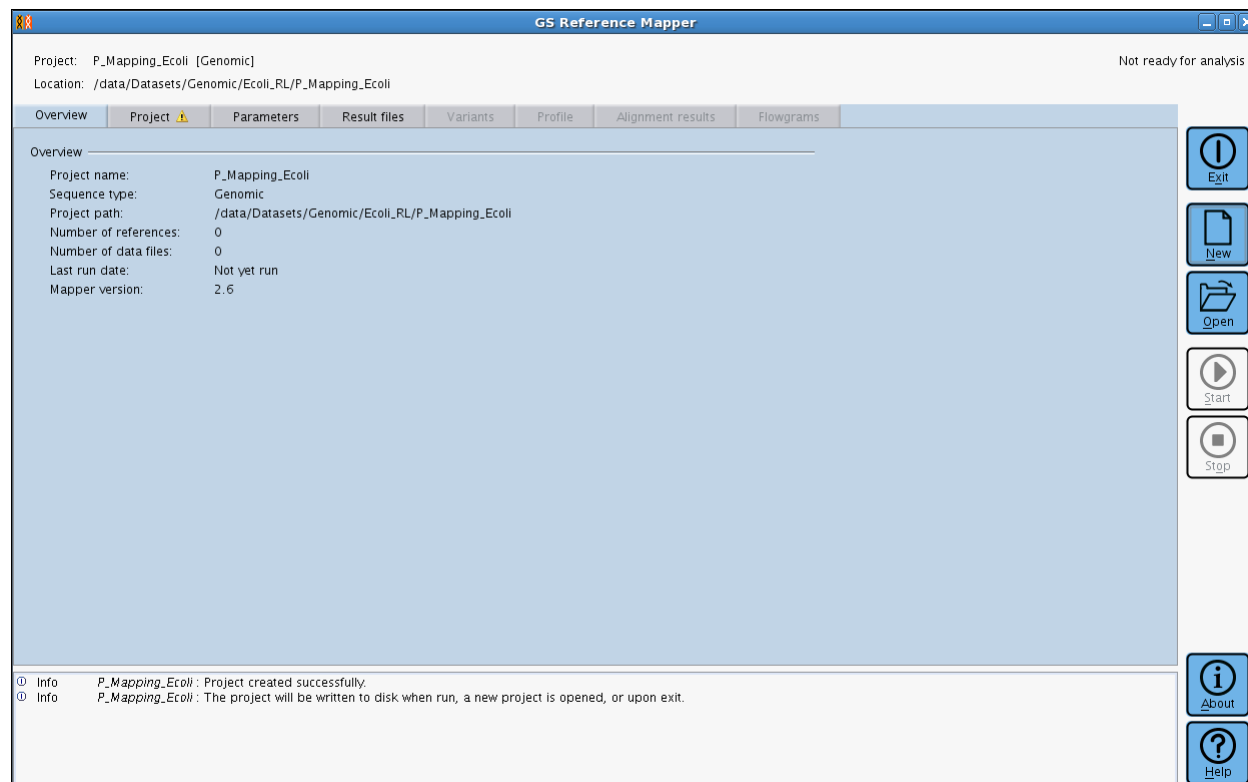 GS Reference Mapper
Project: P_Mapping_Ecoli [Genomic]
Not ready for analysis
Location: /data/Datasets/Genomic/Ecoli_RL/P_Mapping_Ecoli
Overview Project Parameters Result files Variants Profile Alignment results Flowgrams
Overview
Project name: P_Mapping_Ecoli
Sequence type: Genomic
Project path: /data/Datasets/Genomic/Ecoli_RL/P_Mapping_Ecoli
Number of references: 0
Number of data files: 0
Last run date: Not yet run
Mapper version: 2.6
Exit
New
Open
Start
Stop
Info P_Mapping_Ecoli : Project created successfully.
Info P_Mapping_Ecoli : The project will be written to disk when run, a new project is opened, or upon exit.
About
Help